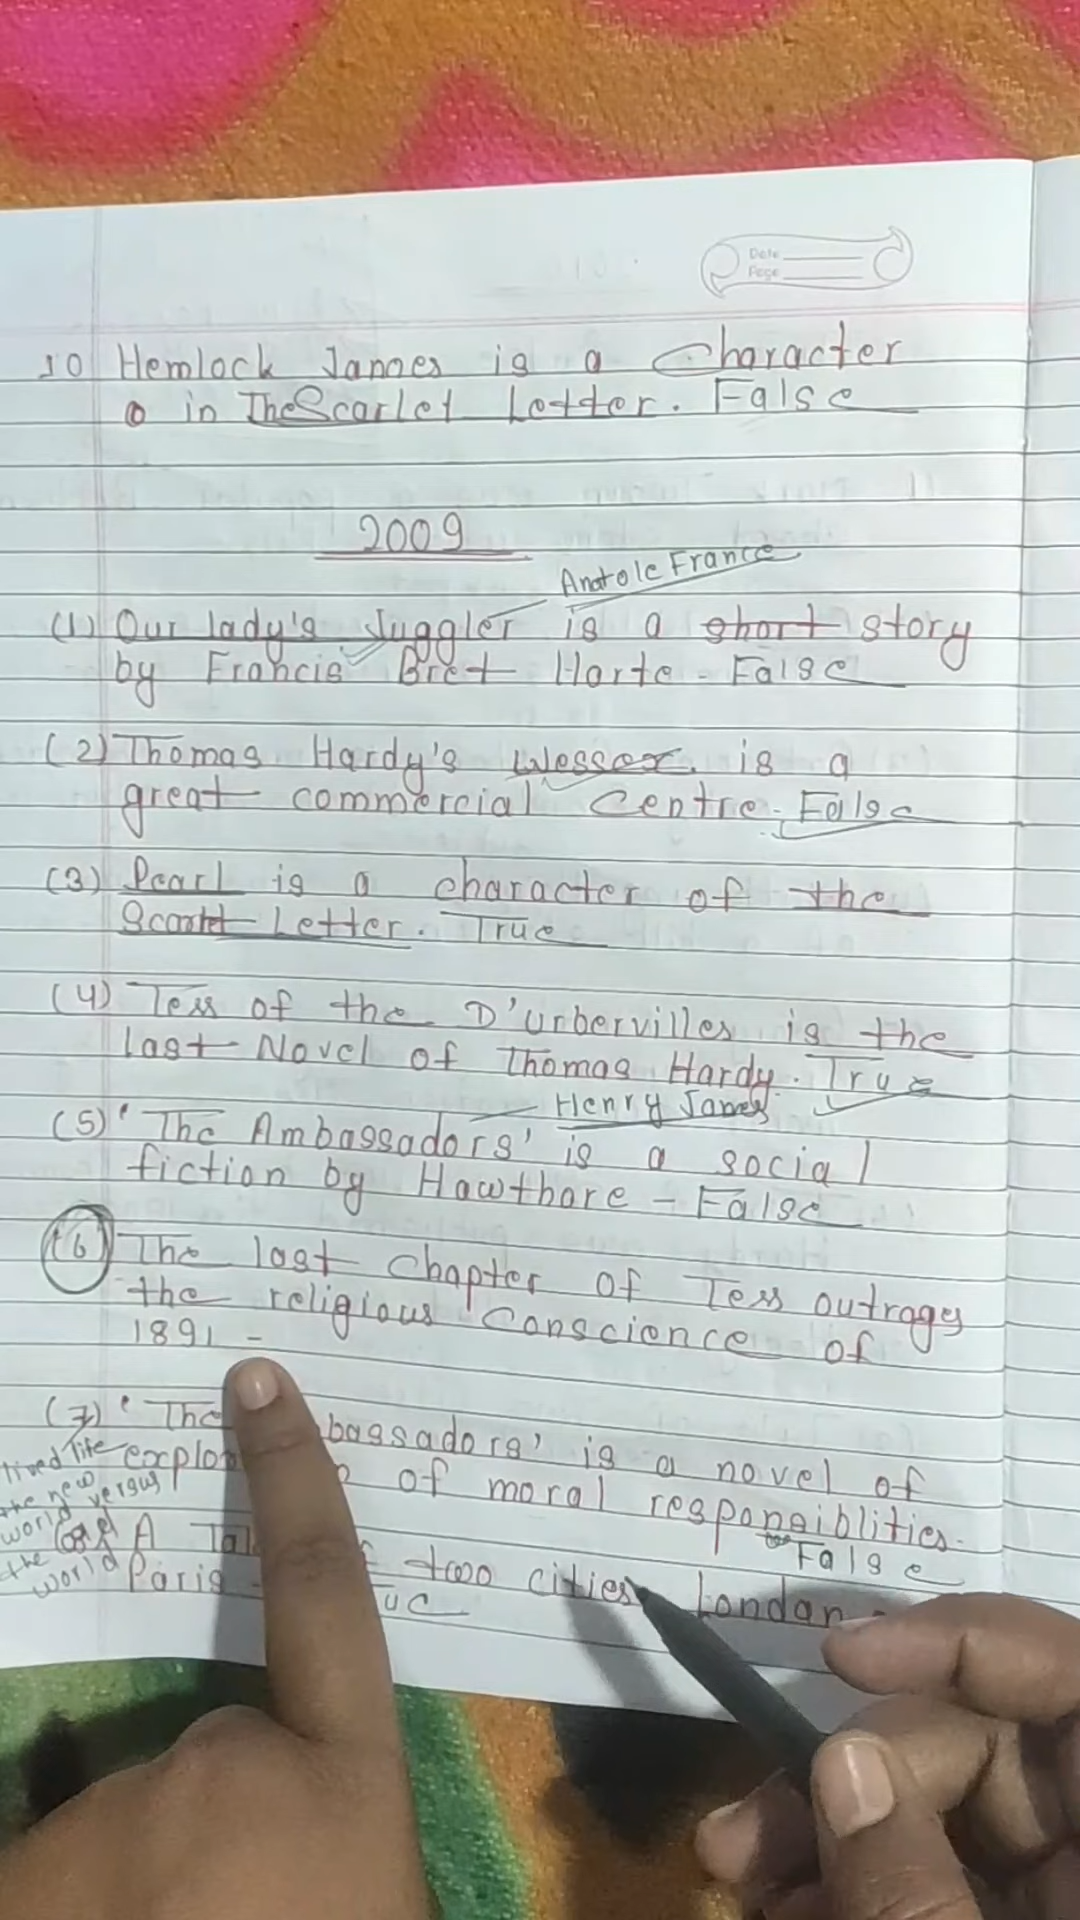 Date
Page
10 Hemlock Jannes is a Character
in The Scarlet Letter. False
2009
Anatole France
(1) Our lady's Juggler is a short story
by Francis Bret Harte - False
(2) Thomas Hardy's Wessex is a
great commercial Centre. False
(3) Pearl is a character of the
Scarlet Letter. True
(4) Tess of the D'urbervilles is the
last Novel of Thomas Hardy. True
Henry James
(5) 'The Ambassadors' is a social
fiction by Hawthore - False
(6) The last Chapter of Tess outrages
the religious Conscience of
1891 -
(7) 'The bassadors' is a novel of
of moral responsiblities.
False
lived life
the new
world versus
the old
world
A Tal two cities London -
Paris -